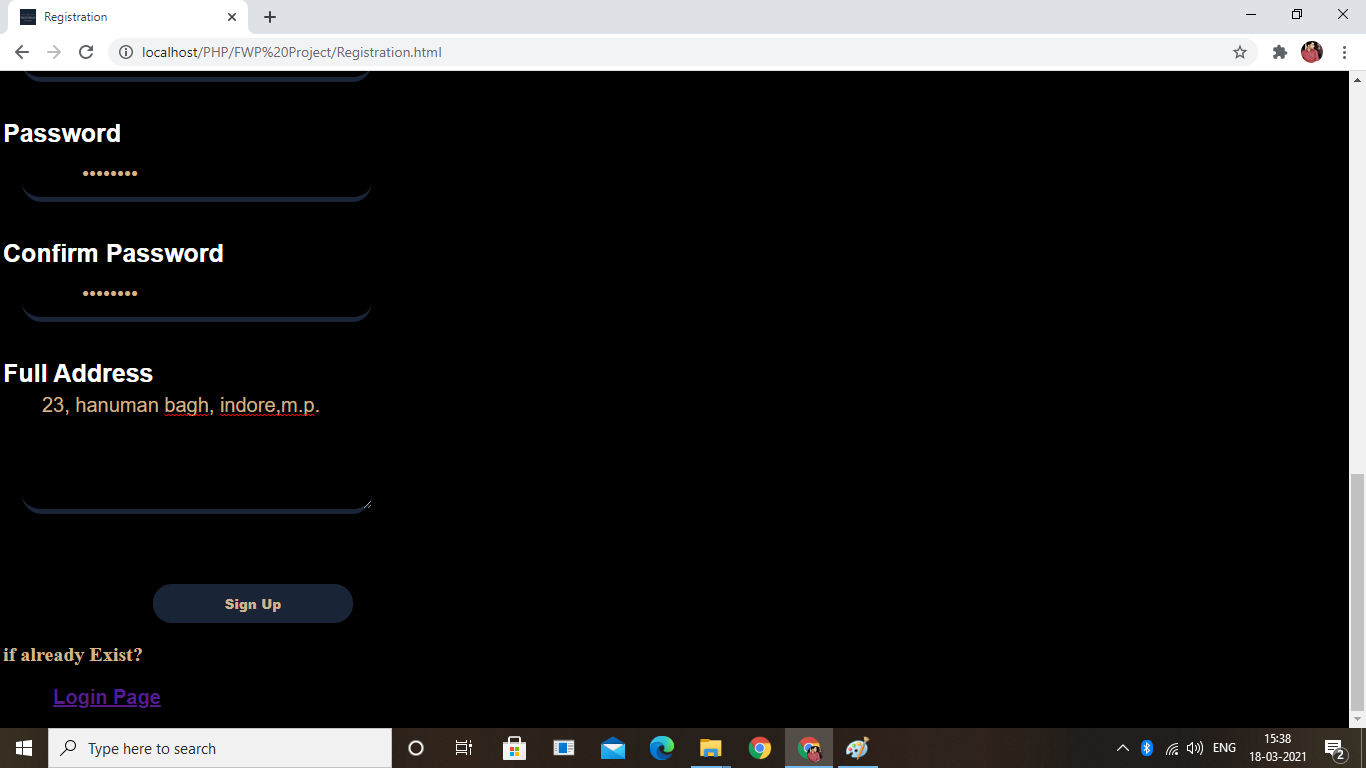 Registration
localhost/PHP/FWP%20Project/Registration.html
Password
••••••••
Confirm Password
••••••••
Full Address
23, hanuman bagh, indore,m.p.
Sign Up
if already Exist?
Login Page
Type here to search
ENG
15:38
18-03-2021
2